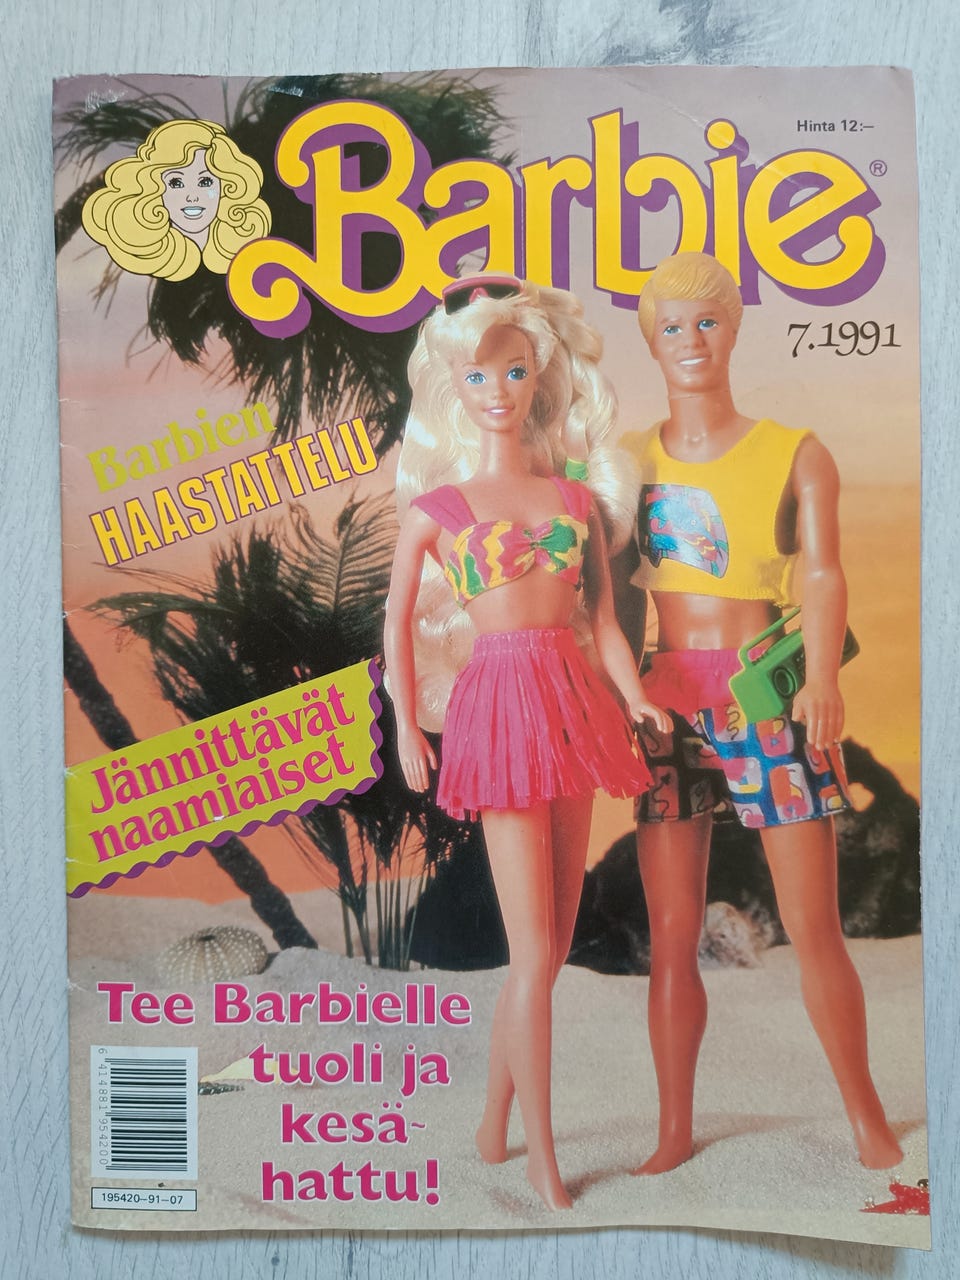 Hinta 12:—
Barbie®
7.1991
Barbien
HAASTATTELU
Jännittävät
naamiaiset
Tee Barbielle
tuoli ja
kesä-
hattu!
6 414881 954200
195420-91-07